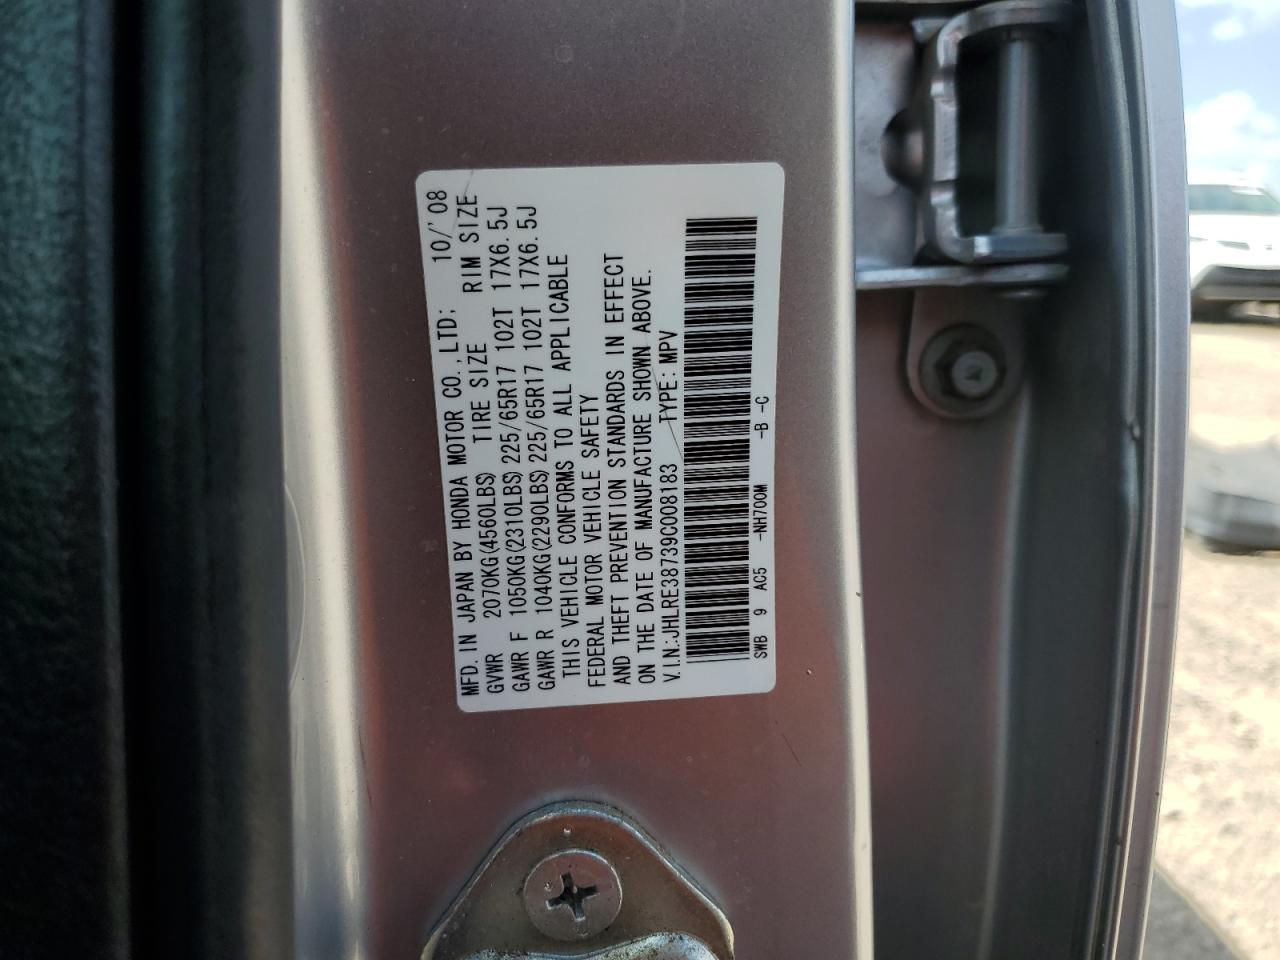 MFD. IN JAPAN BY HONDA MOTOR CO., LTD: 10/'08
GVWR 2070KG(4560LBS) TIRE SIZE RIM SIZE
GAWR F 1050KG(2310LBS) 225/65R17 102T 17X6.5J
GAWR R 1040KG(2290LBS) 225/65R17 102T 17X6.5J
THIS VEHICLE CONFORMS TO ALL APPLICABLE
FEDERAL MOTOR VEHICLE SAFETY
AND THEFT PREVENTION STANDARDS IN EFFECT
ON THE DATE OF MANUFACTURE SHOWN ABOVE.
V.I.N.:JHLRE38739C008183 TYPE: MPV
SWB 9 AC5 -NH700M -B -C